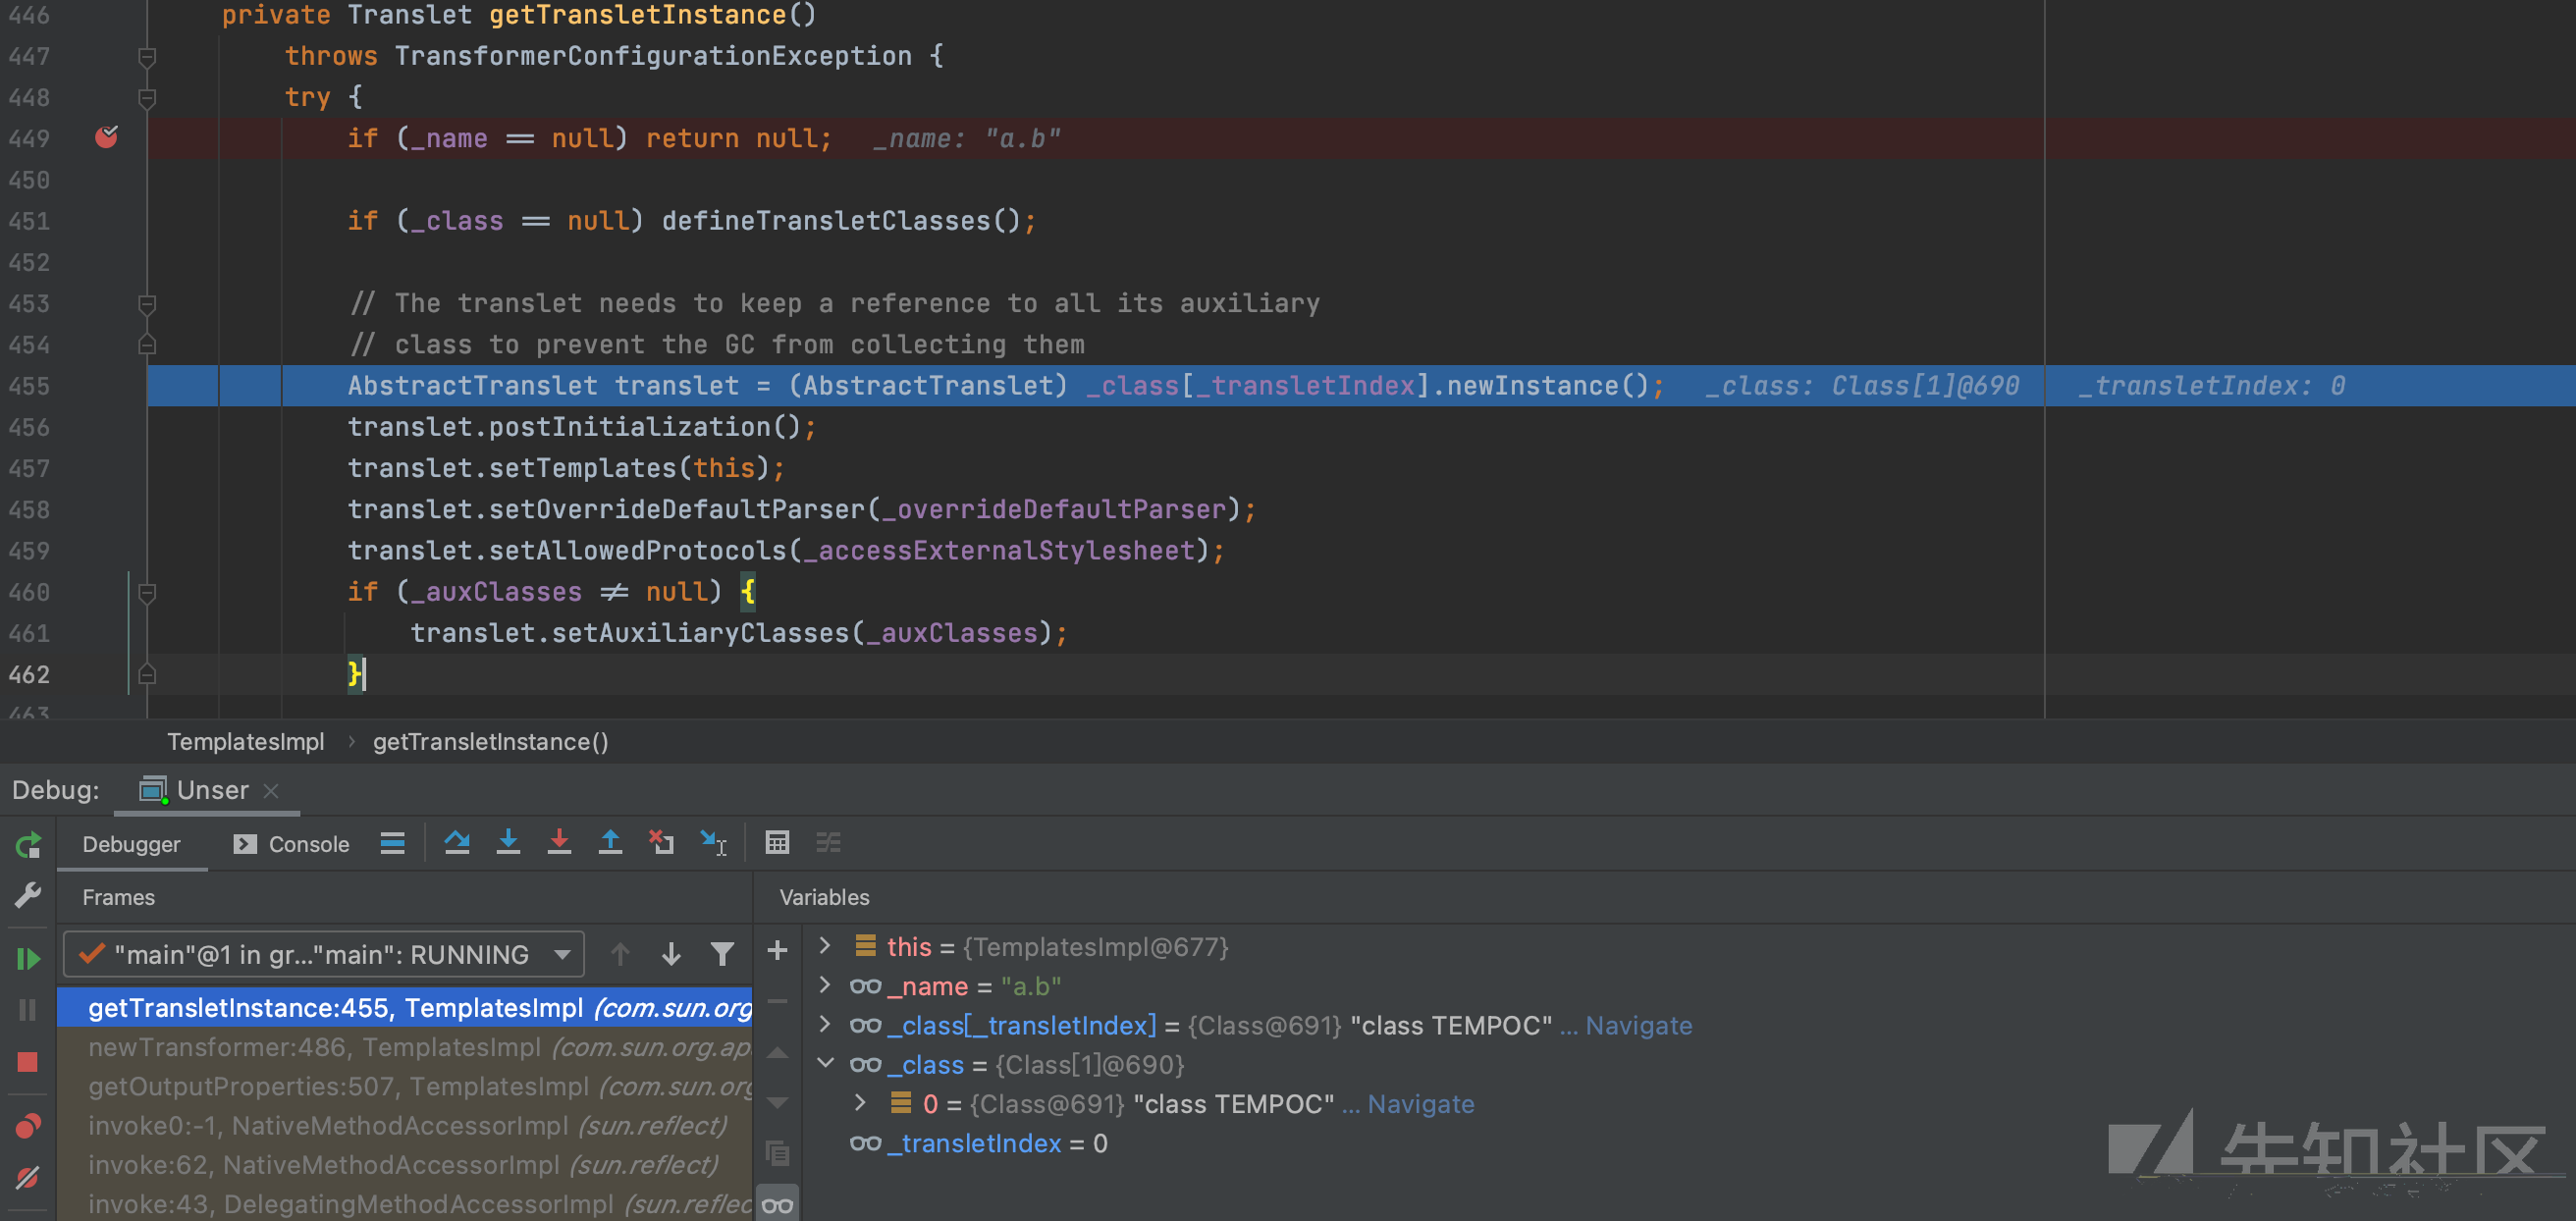 446 private Translet getTransletInstance()
447 throws TransformerConfigurationException {
448 try {
449 if (_name == null) return null; _name: "a.b"
450
451 if (_class == null) defineTransletClasses();
452
453 // The translet needs to keep a reference to all its auxiliary
454 // class to prevent the GC from collecting them
455 AbstractTranslet translet = (AbstractTranslet) _class[_transletIndex].newInstance(); _class: Class[1]@690 _transletIndex: 0
456 translet.postInitialization();
457 translet.setTemplates(this);
458 translet.setOverrideDefaultParser(_overrideDefaultParser);
459 translet.setAllowedProtocols(_accessExternalStylesheet);
460 if (_auxClasses != null) {
461 translet.setAuxiliaryClasses(_auxClasses);
462 }
463
TemplatesImpl › getTransletInstance()
Debug: Unser
Debugger Console
Frames
Variables
"main"@1 in gr..."main": RUNNING
getTransletInstance:455, TemplatesImpl (com.sun.org
newTransformer:486, TemplatesImpl (com.sun.org.ap
getOutputProperties:507, TemplatesImpl (com.sun.org
invoke0:-1, NativeMethodAccessorImpl (sun.reflect)
invoke:62, NativeMethodAccessorImpl (sun.reflect)
invoke:43, DelegatingMethodAccessorImpl (sun.reflec
this = {TemplatesImpl@677}
_name = "a.b"
_class[_transletIndex] = {Class@691} "class TEMPOC" ... Navigate
_class = {Class[1]@690}
0 = {Class@691} "class TEMPOC" ... Navigate
_transletIndex = 0
先知社区